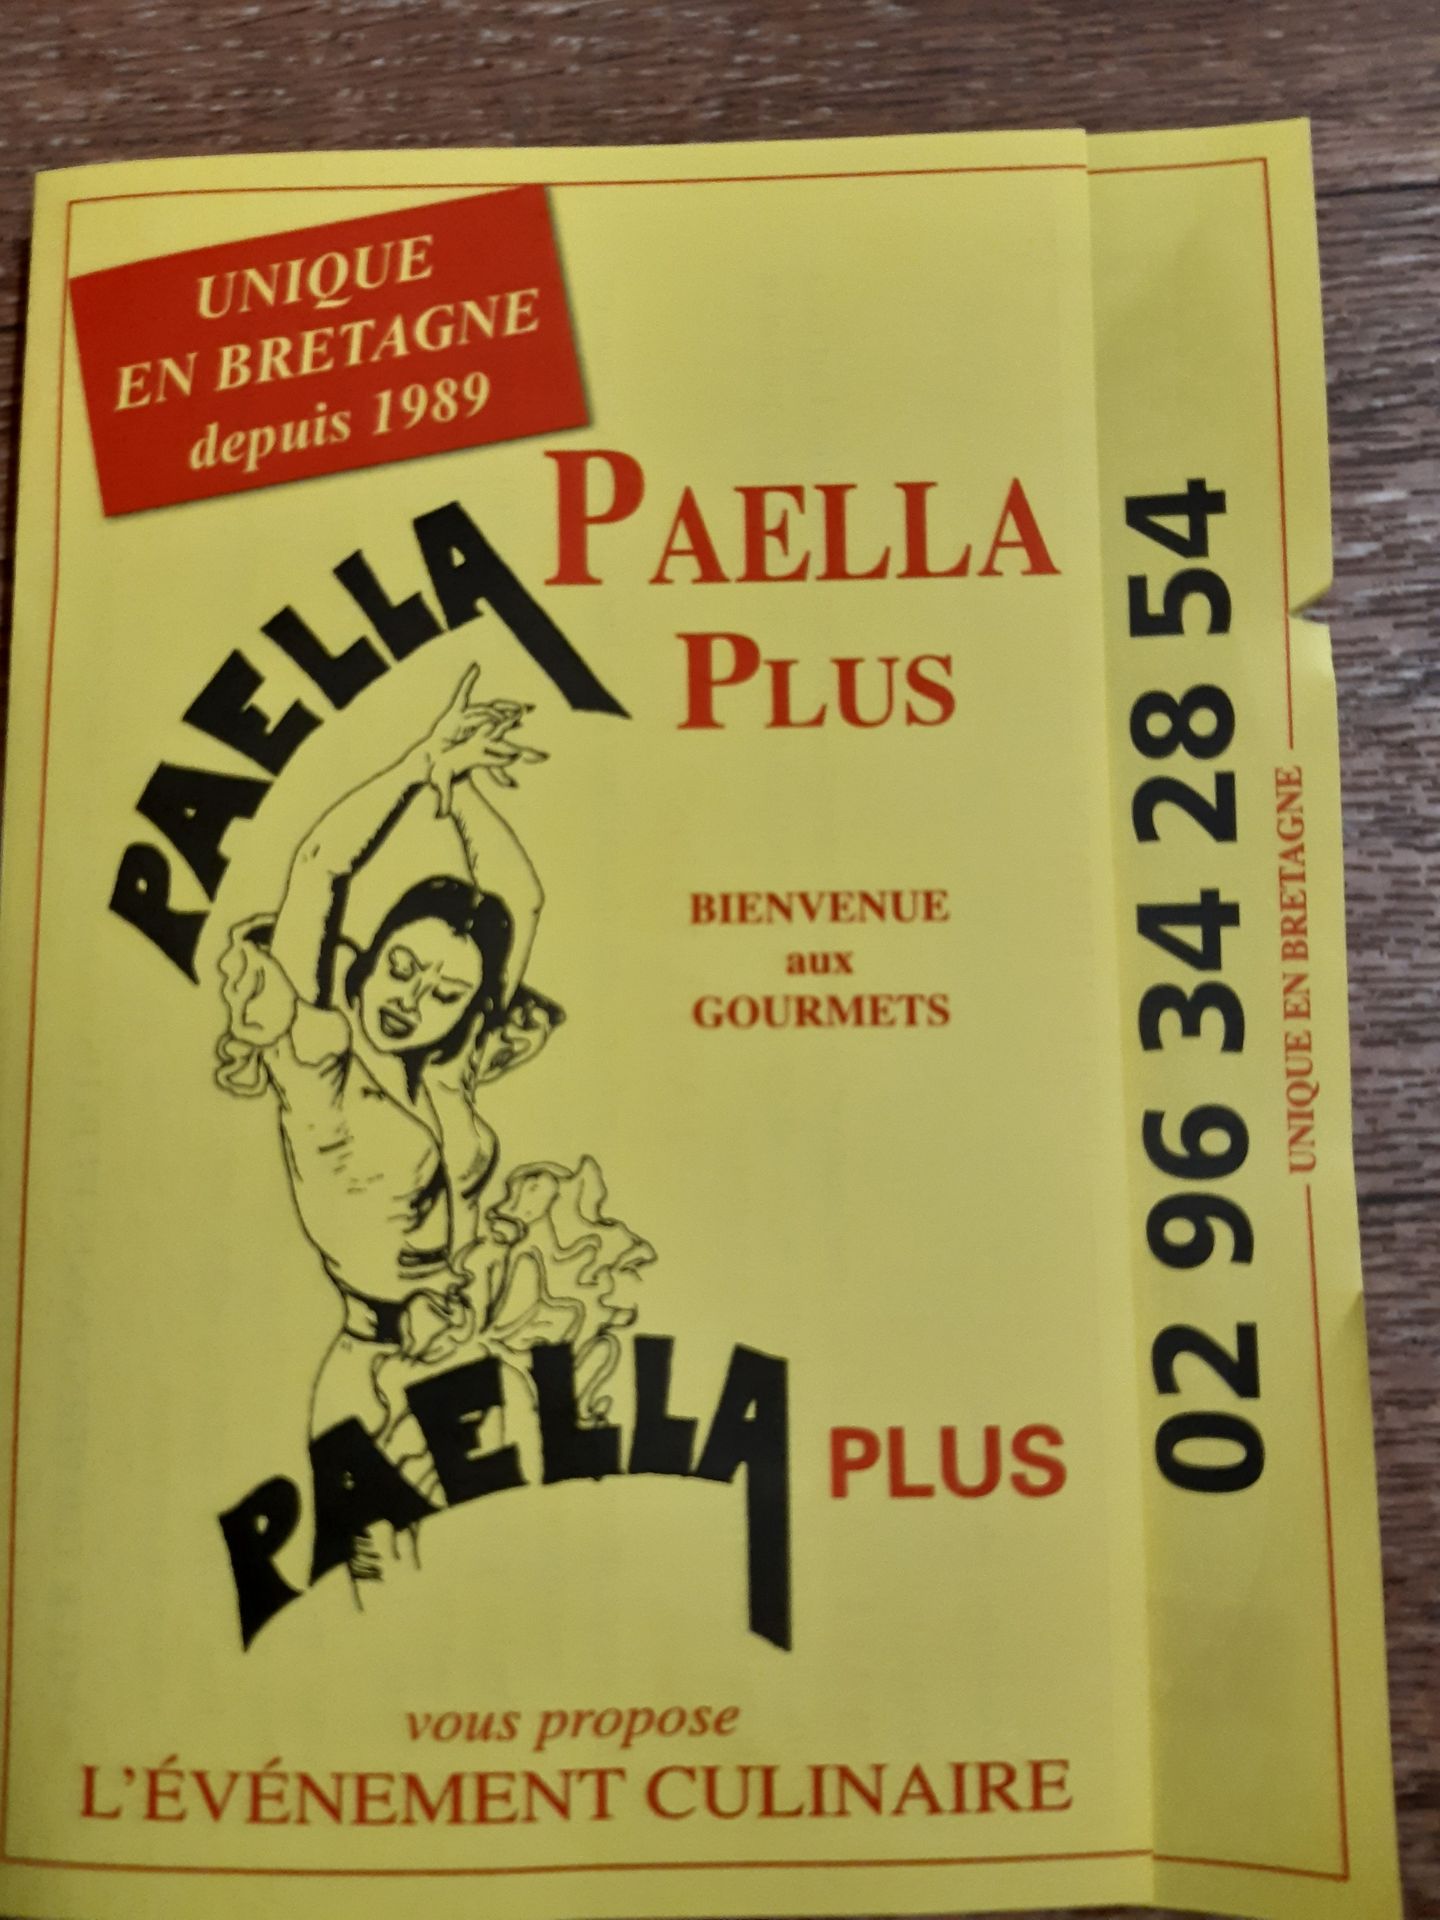 UNIQUE
EN BRETAGNE
depuis 1989
PAELLA
PAELLA
PLUS
BIENVENUE
aux
GOURMETS
PAELLA PLUS
vous propose
L'ÉVÉNEMENT CULINAIRE
02 96 34 28 54
UNIQUE EN BRETAGNE